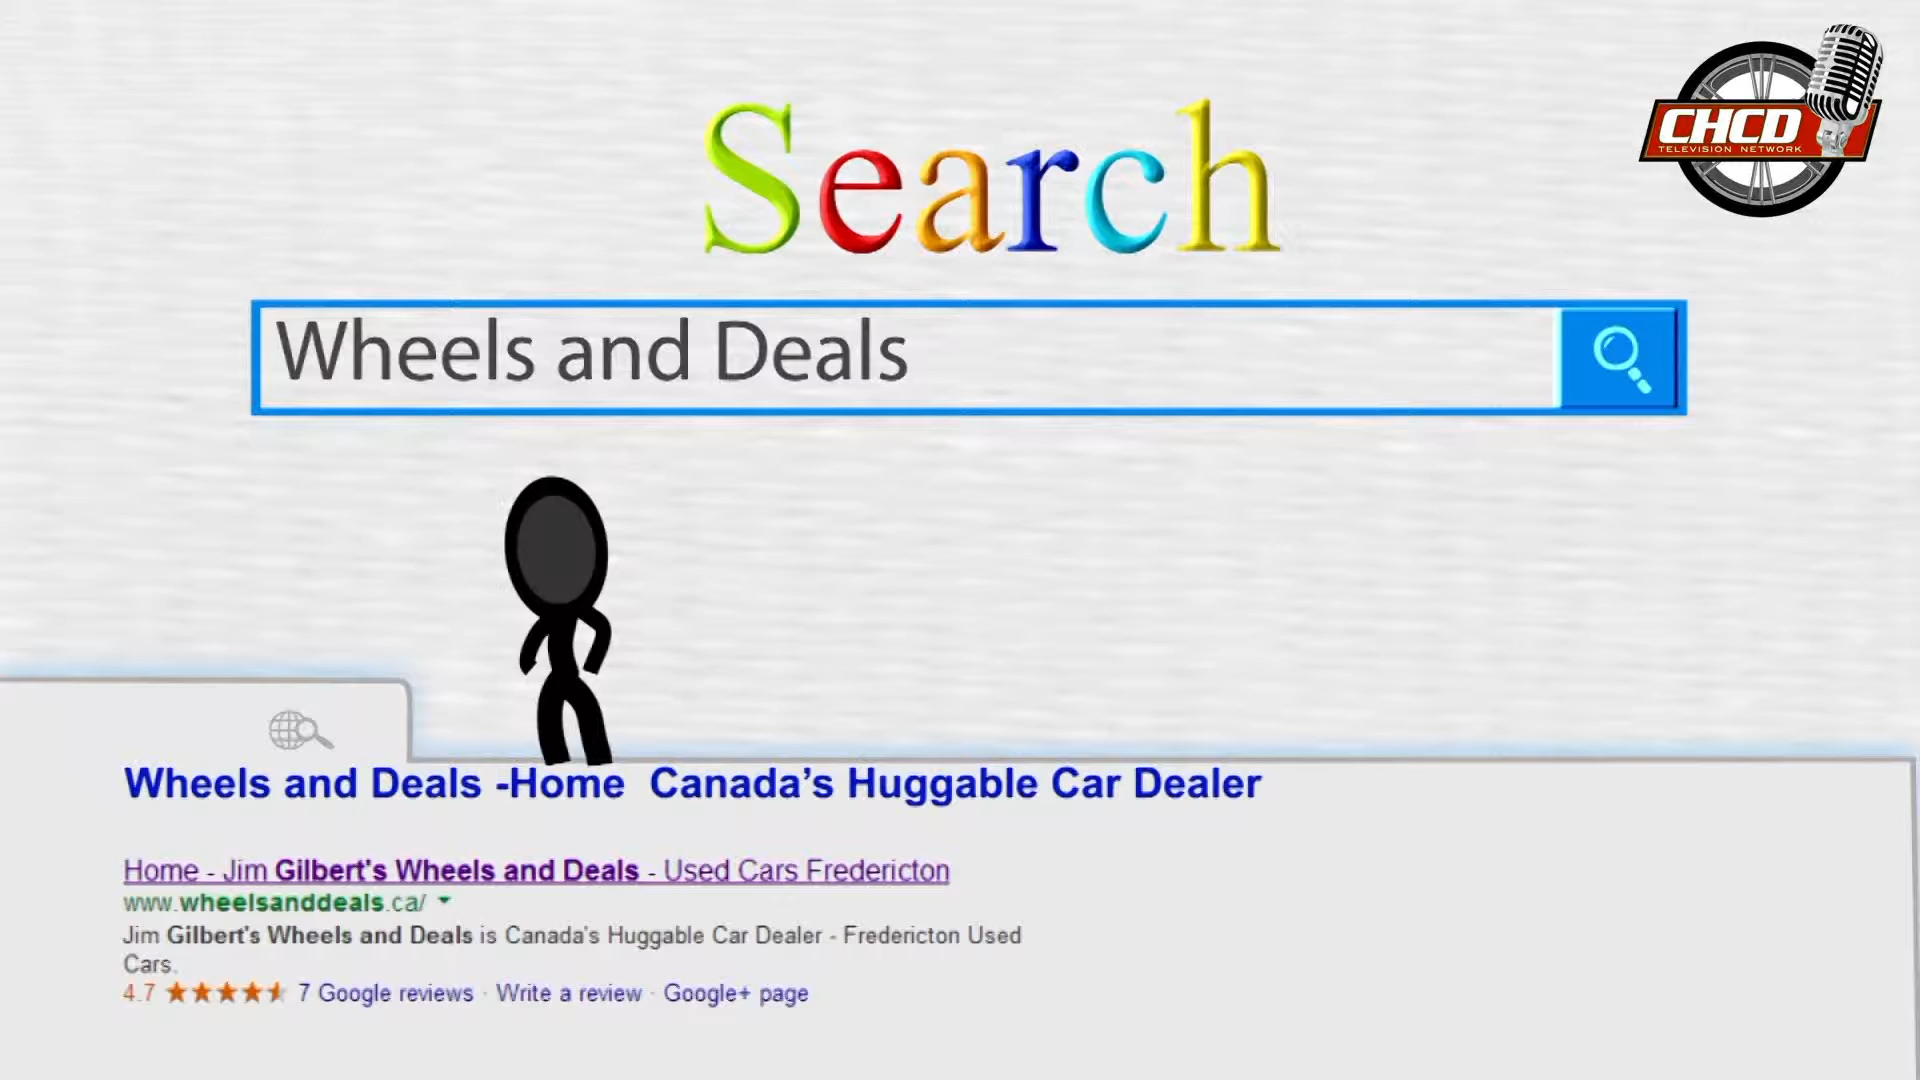 CHCD
TELEVISION NETWORK
Search
Wheels and Deals
Wheels and Deals -Home Canada's Huggable Car Dealer
Home - Jim Gilbert's Wheels and Deals - Used Cars Fredericton
www.wheelsanddeals.ca/
Jim Gilbert's Wheels and Deals is Canada's Huggable Car Dealer - Fredericton Used
Cars.
4.7 7 Google reviews · Write a review · Google+ page